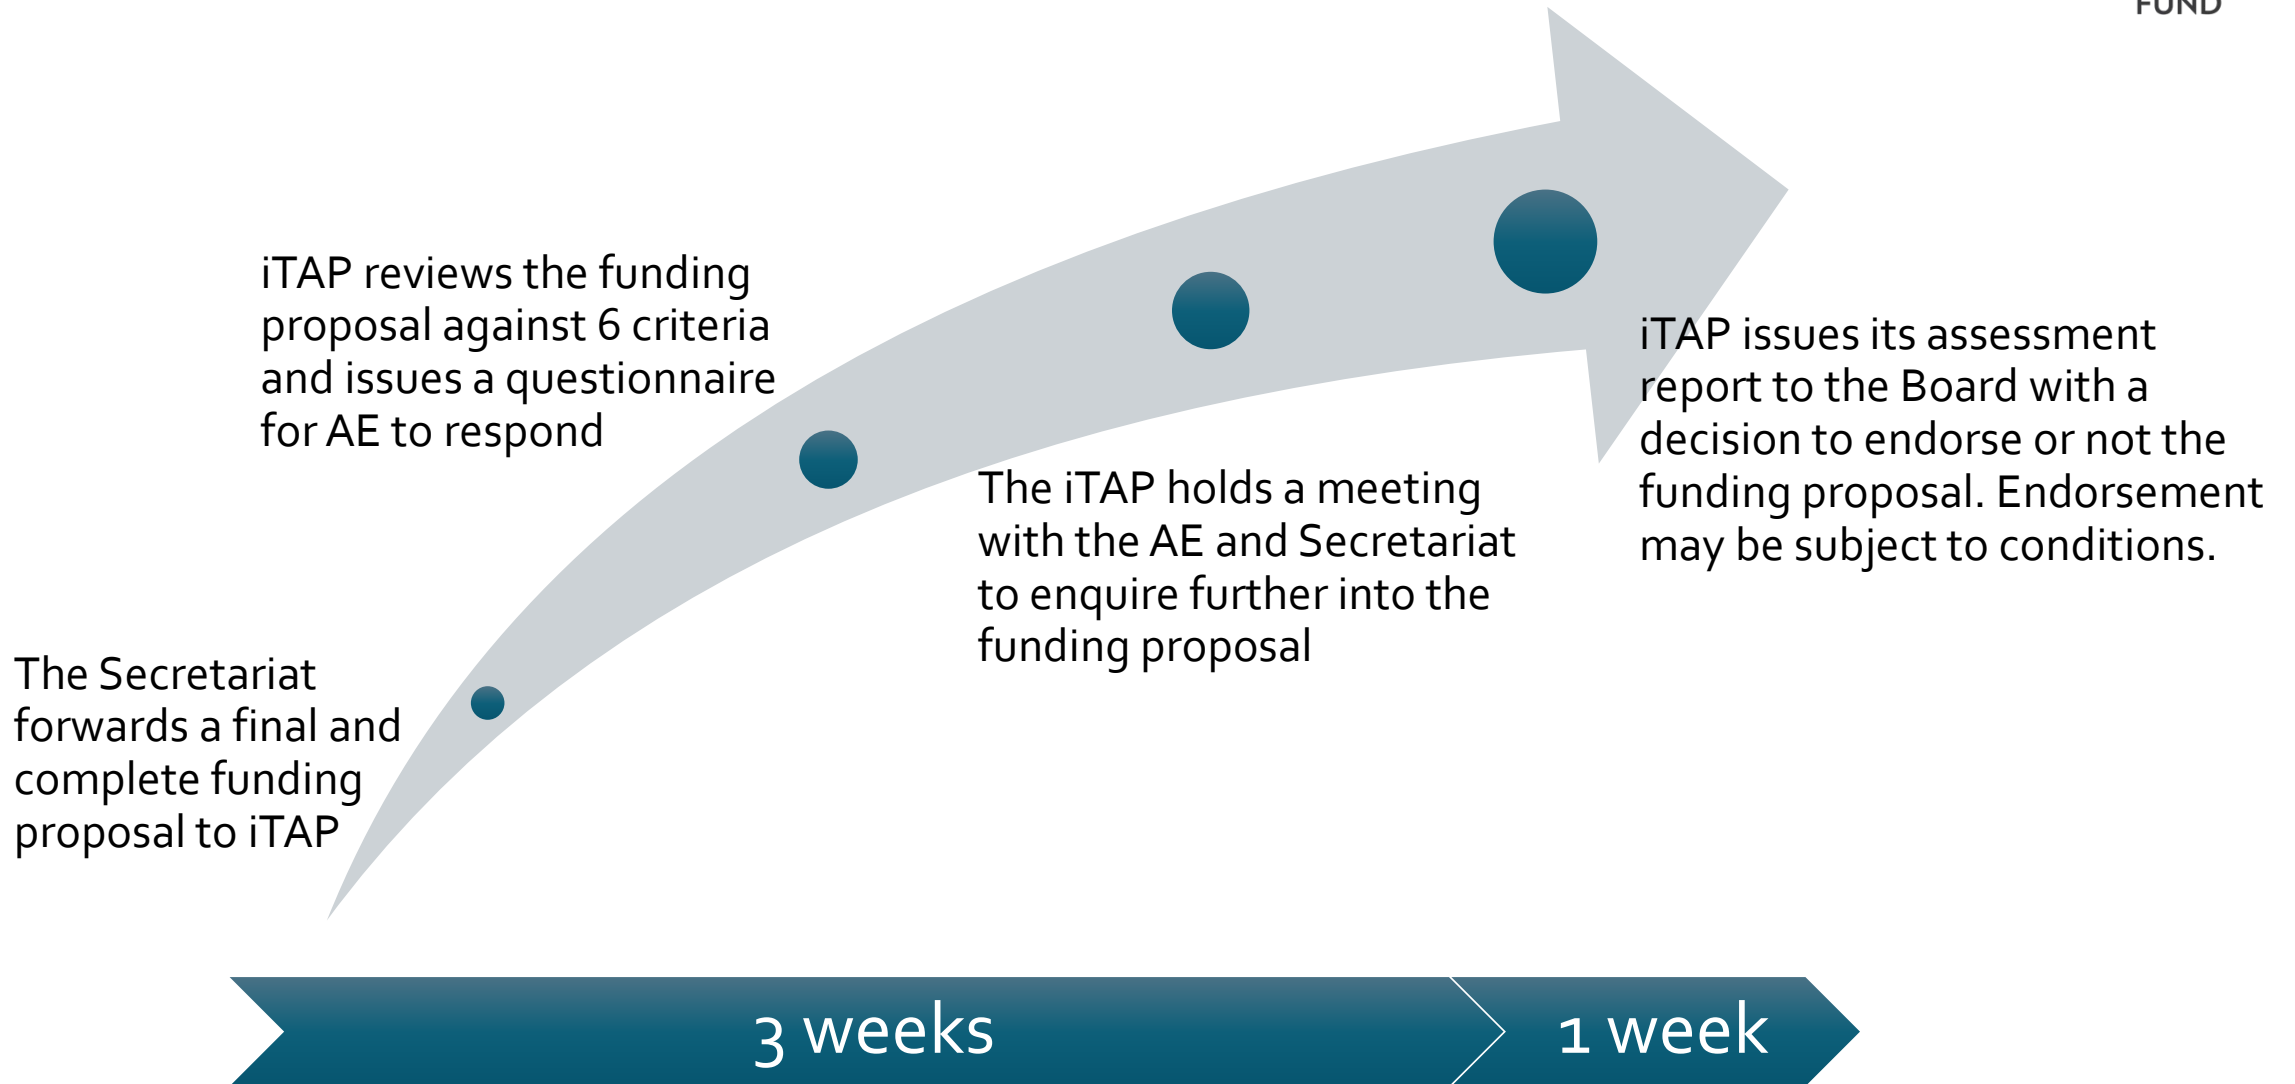 FUND
iTAP reviews the funding
proposal against 6 criteria
and issues a questionnaire
for AE to respond
iTAP issues its assessment
report to the Board with a
decision to endorse or not the
funding proposal. Endorsement
may be subject to conditions.
The iTAP holds a meeting
with the AE and Secretariat
to enquire further into the
funding proposal
The Secretariat
forwards a final and
complete funding
proposal to iTAP
3 weeks
1 week